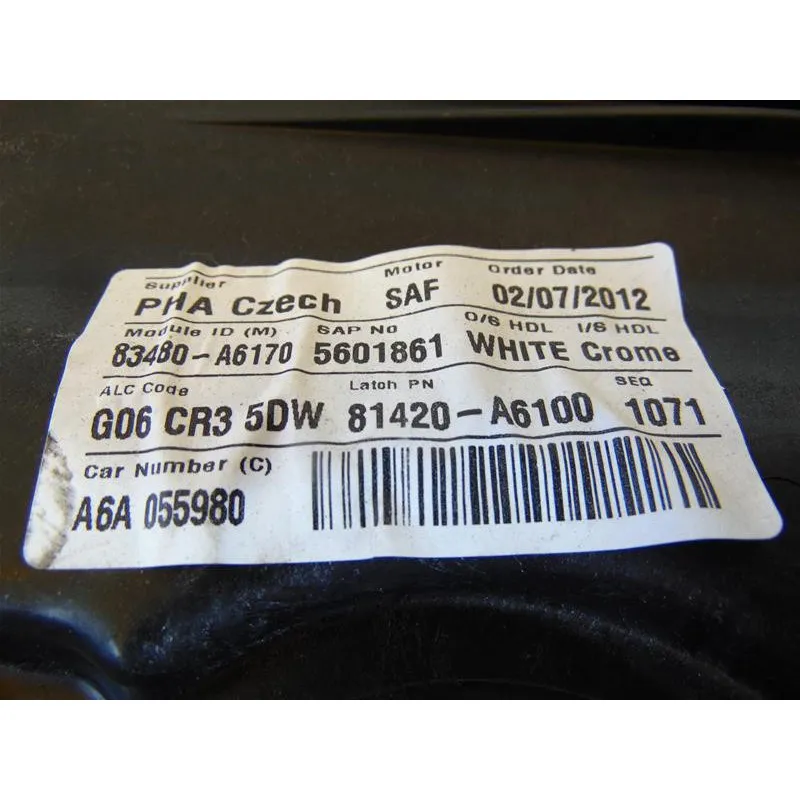 Supplier Motor Order Date
PHA Czech SAF 02/07/2012
Module ID (M) SAP No O/S HDL I/S HDL
83480-A6170 5601861 WHITE Crome
ALC Code Latch PN SEQ
G06 CR3 5DW 81420-A6100 1071
Car Number (C)
A6A 055980